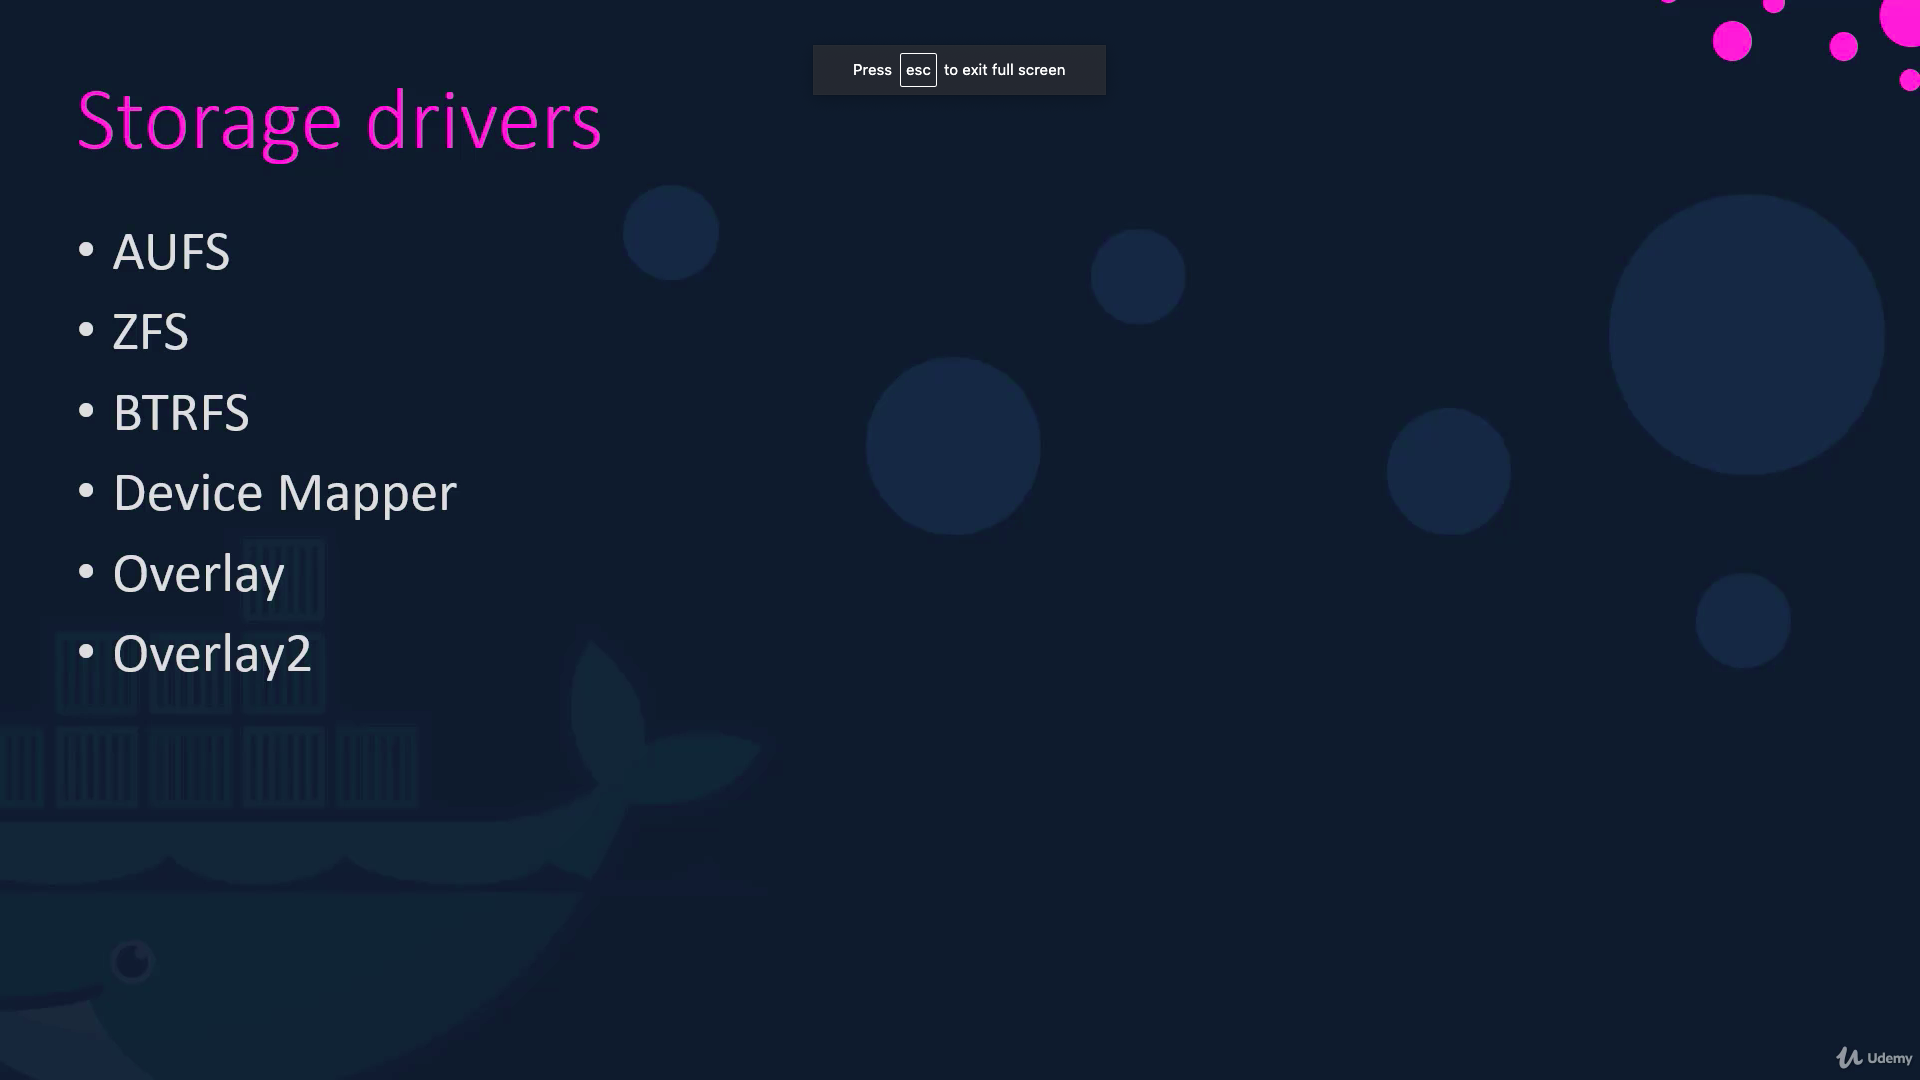 Press esc to exit full screen
Storage drivers
• AUFS
• ZFS
• BTRFS
• Device Mapper
• Overlay
• Overlay2
Udemy